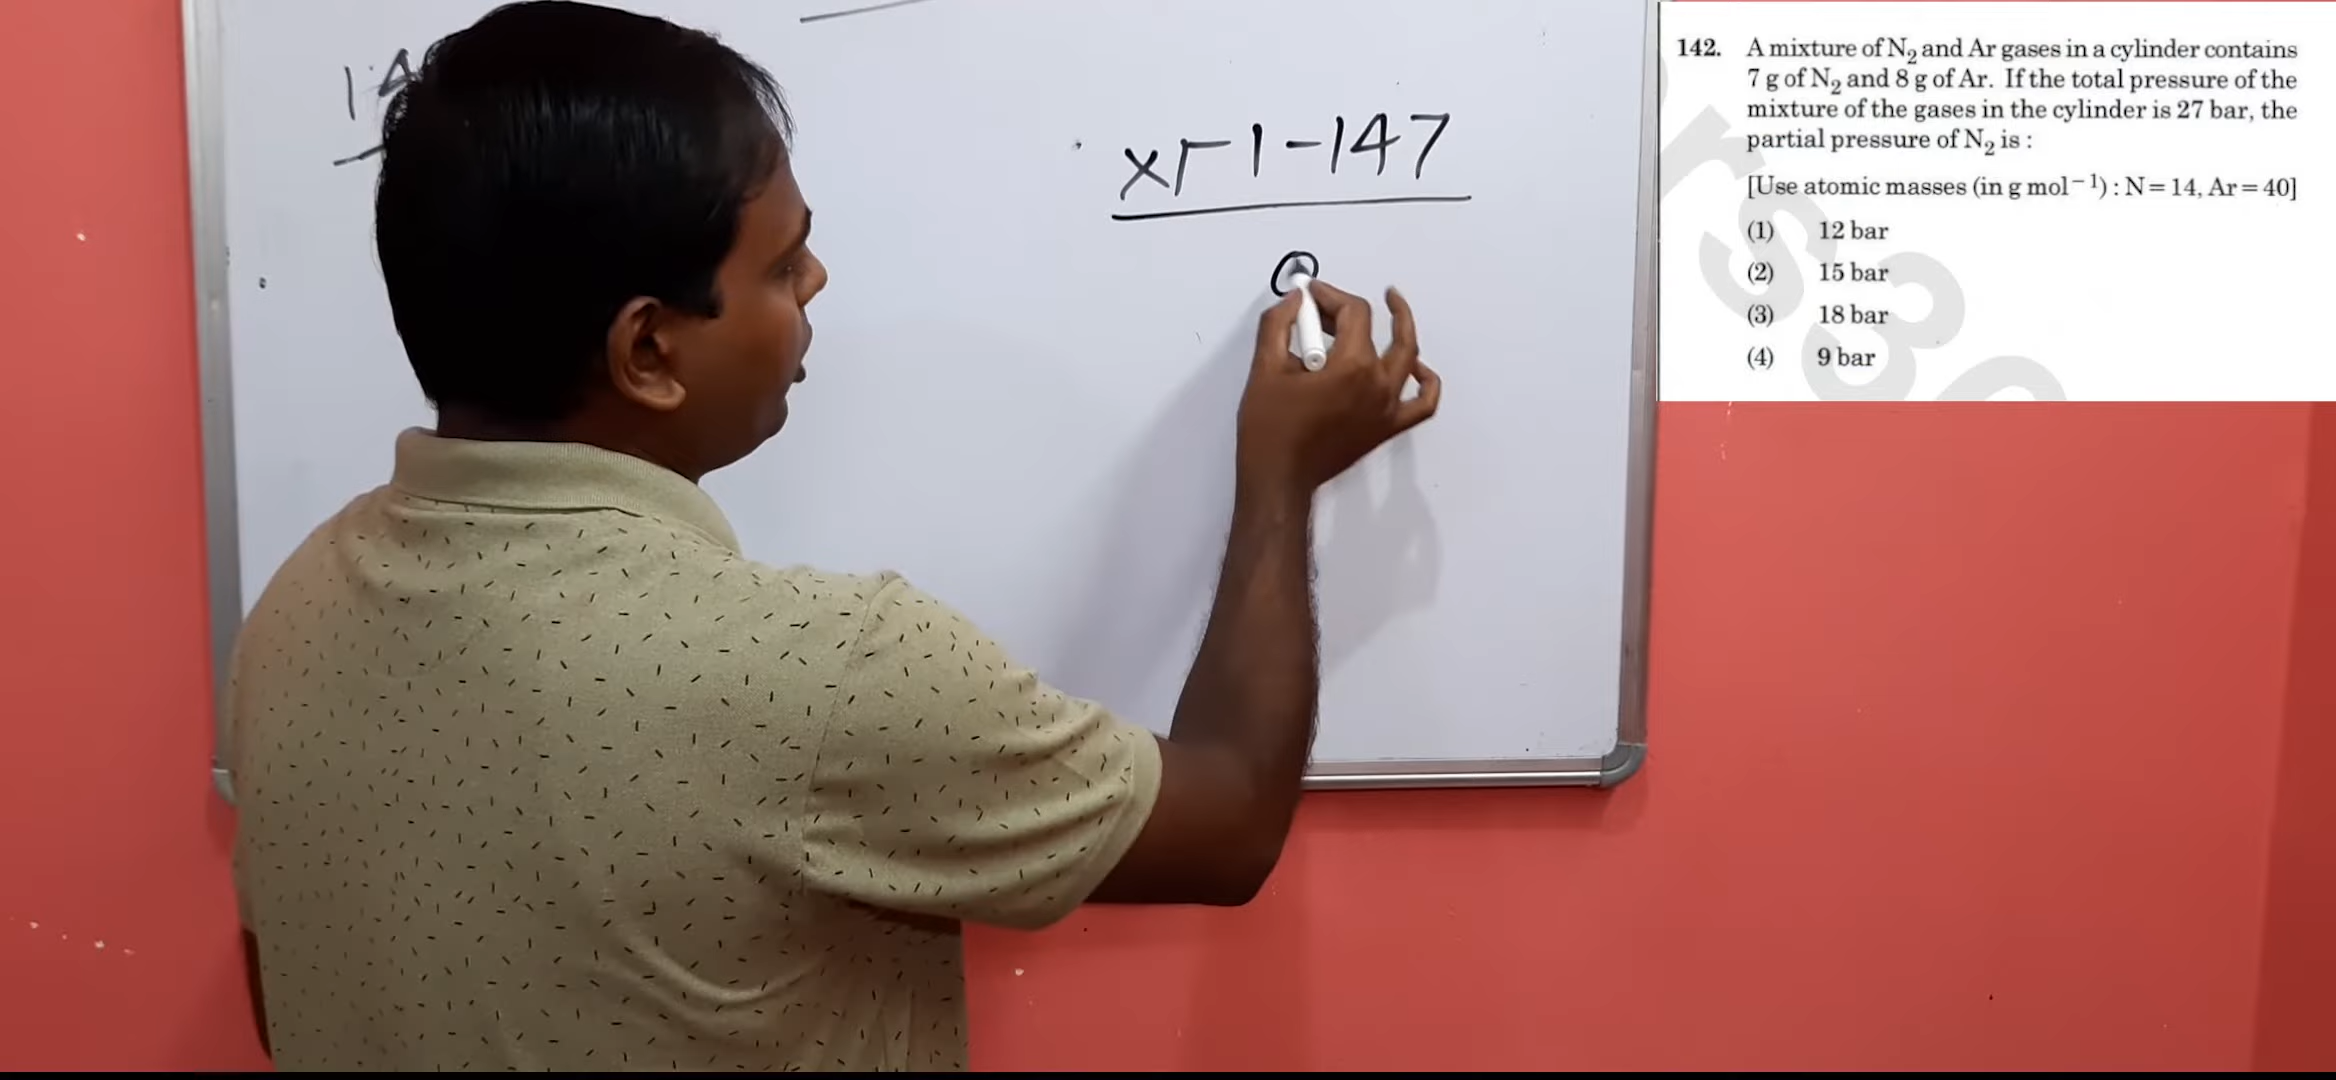 XI-1-147
142. A mixture of N₂ and Ar gases in a cylinder contains
7 g of N₂ and 8 g of Ar. If the total pressure of the
mixture of the gases in the cylinder is 27 bar, the
partial pressure of N₂ is :
[Use atomic masses (in g mol⁻¹) : N = 14, Ar = 40]
(1) 12 bar
(2) 15 bar
(3) 18 bar
(4) 9 bar